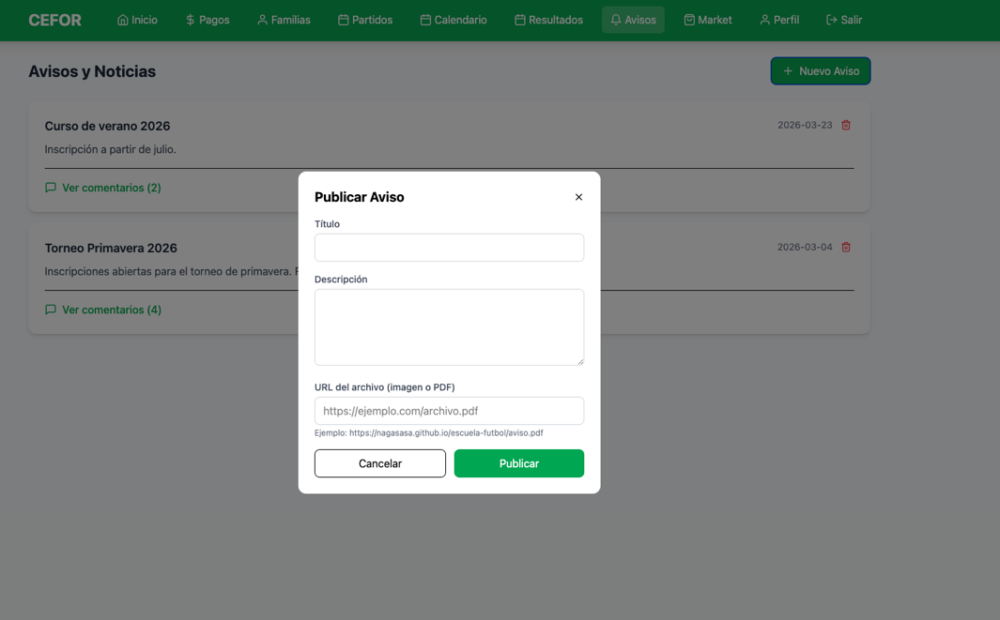 CEFOR
Inicio
Pagos
Familias
Partidos
Calendario
Resultados
Avisos
Market
Perfil
Salir
Avisos y Noticias
Nuevo Aviso
Curso de verano 2026
2026-03-23
Inscripción a partir de julio.
Ver comentarios (2)
Torneo Primavera 2026
2026-03-04
Inscripciones abiertas para el torneo de primavera.
Ver comentarios (4)
Publicar Aviso
Título
Descripción
URL del archivo (imagen o PDF)
https://ejemplo.com/archivo.pdf
Ejemplo: https://nagasasa.github.io/escuela-futbol/aviso.pdf
Cancelar
Publicar